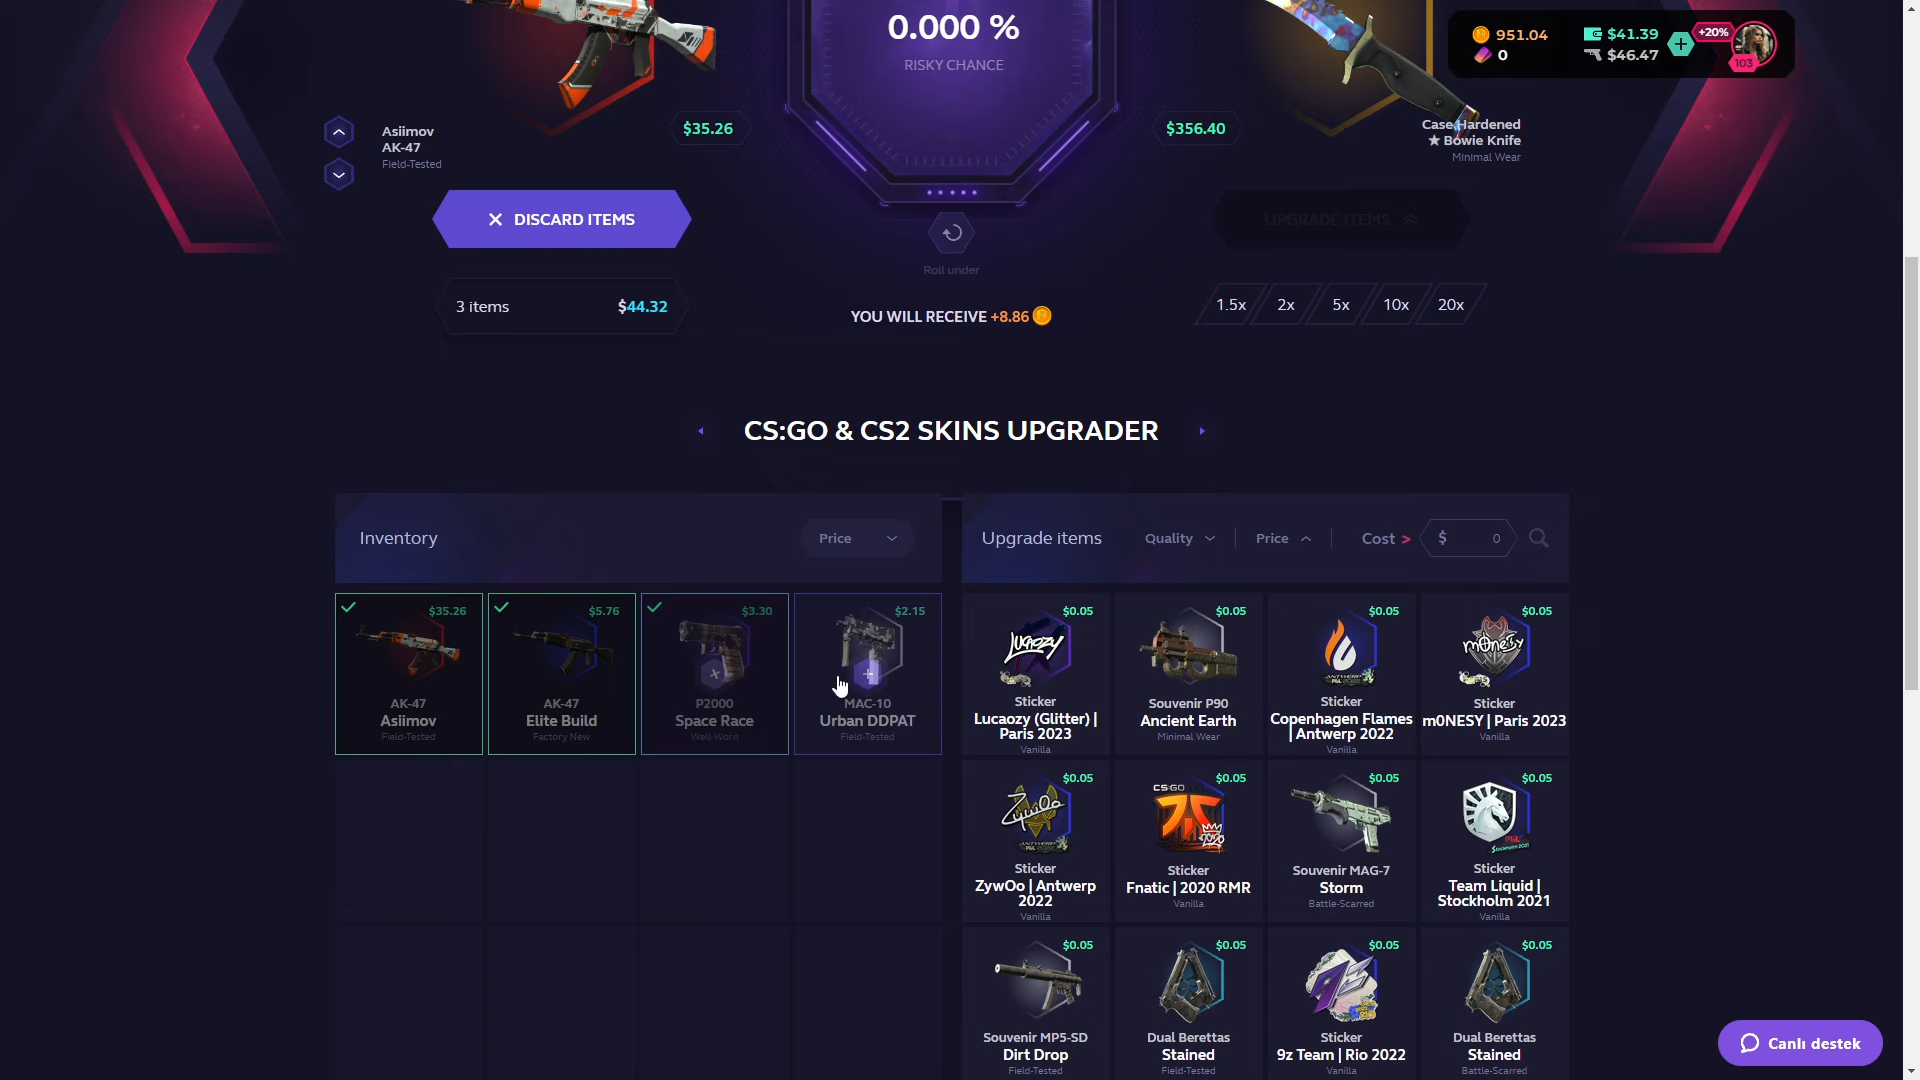 0.000 %
RISKY CHANCE
951.04
$41.39
+20%
0
$46.47
103
Asiimov
AK-47
Field-Tested
$35.26
$356.40
Case Hardened
★ Bowie Knife
Minimal Wear
DISCARD ITEMS
UPGRADE ITEMS
Roll under
3 items
$44.32
YOU WILL RECEIVE +8.86
1.5x
2x
5x
10x
20x
CS:GO & CS2 SKINS UPGRADER
Inventory
Price
Upgrade items
Quality
Price
Cost >
$
0
$35.26
AK-47
Asiimov
Field-Tested
$5.76
AK-47
Elite Build
Factory New
$3.30
P2000
Space Race
Well-Worn
$2.15
MAC-10
Urban DDPAT
Field-Tested
$0.05
Sticker
Lucaozy (Glitter) |
Paris 2023
Vanilla
$0.05
Souvenir P90
Ancient Earth
Minimal Wear
$0.05
Sticker
Copenhagen Flames
| Antwerp 2022
Vanilla
$0.05
Sticker
m0NESY | Paris 2023
Vanilla
$0.05
Sticker
ZywOo | Antwerp
2022
Vanilla
$0.05
CS:GO
Sticker
Fnatic | 2020 RMR
Vanilla
$0.05
Souvenir MAG-7
Storm
Battle-Scarred
$0.05
Sticker
Team Liquid |
Stockholm 2021
Vanilla
$0.05
Souvenir MP5-SD
Dirt Drop
Field-Tested
$0.05
Dual Berettas
Stained
Field-Tested
$0.05
Sticker
9z Team | Rio 2022
Vanilla
$0.05
Dual Berettas
Stained
Battle-Scarred
Canlı destek